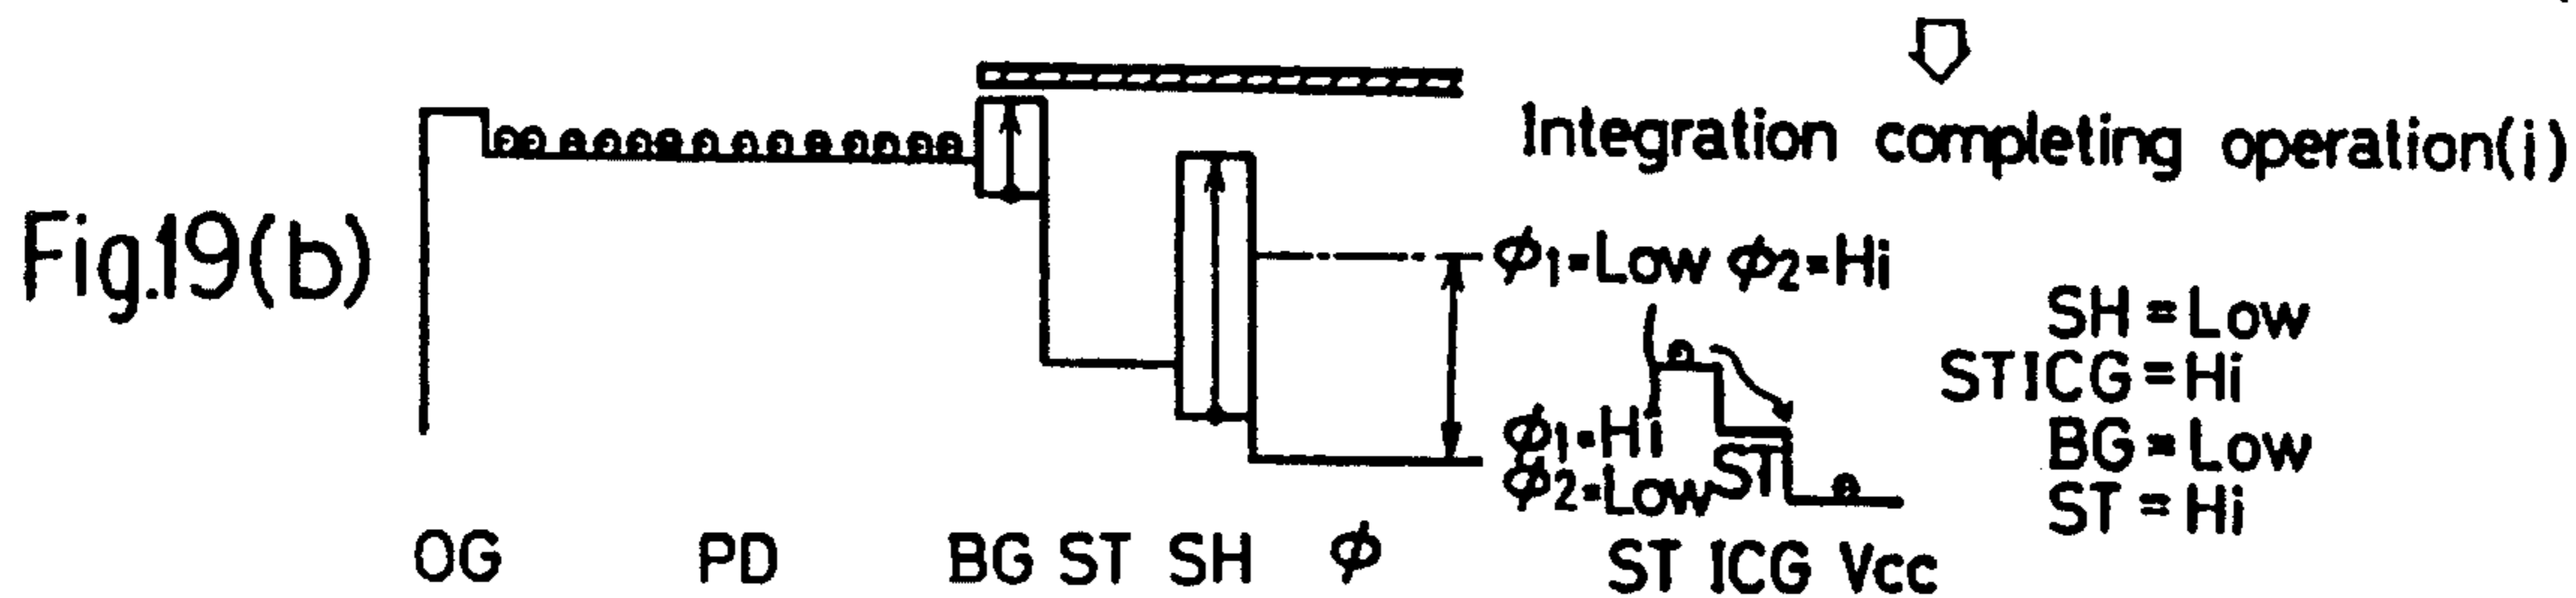 Integration completing operation(i)
Fig.19(b)
ϕ1=Low ϕ2=Hi
SH=Low
STICG=Hi
BG=Low
ST=Hi
ϕ1=Hi
ϕ2=Low
ST
OG PD BG ST SH ϕ ST ICG Vcc